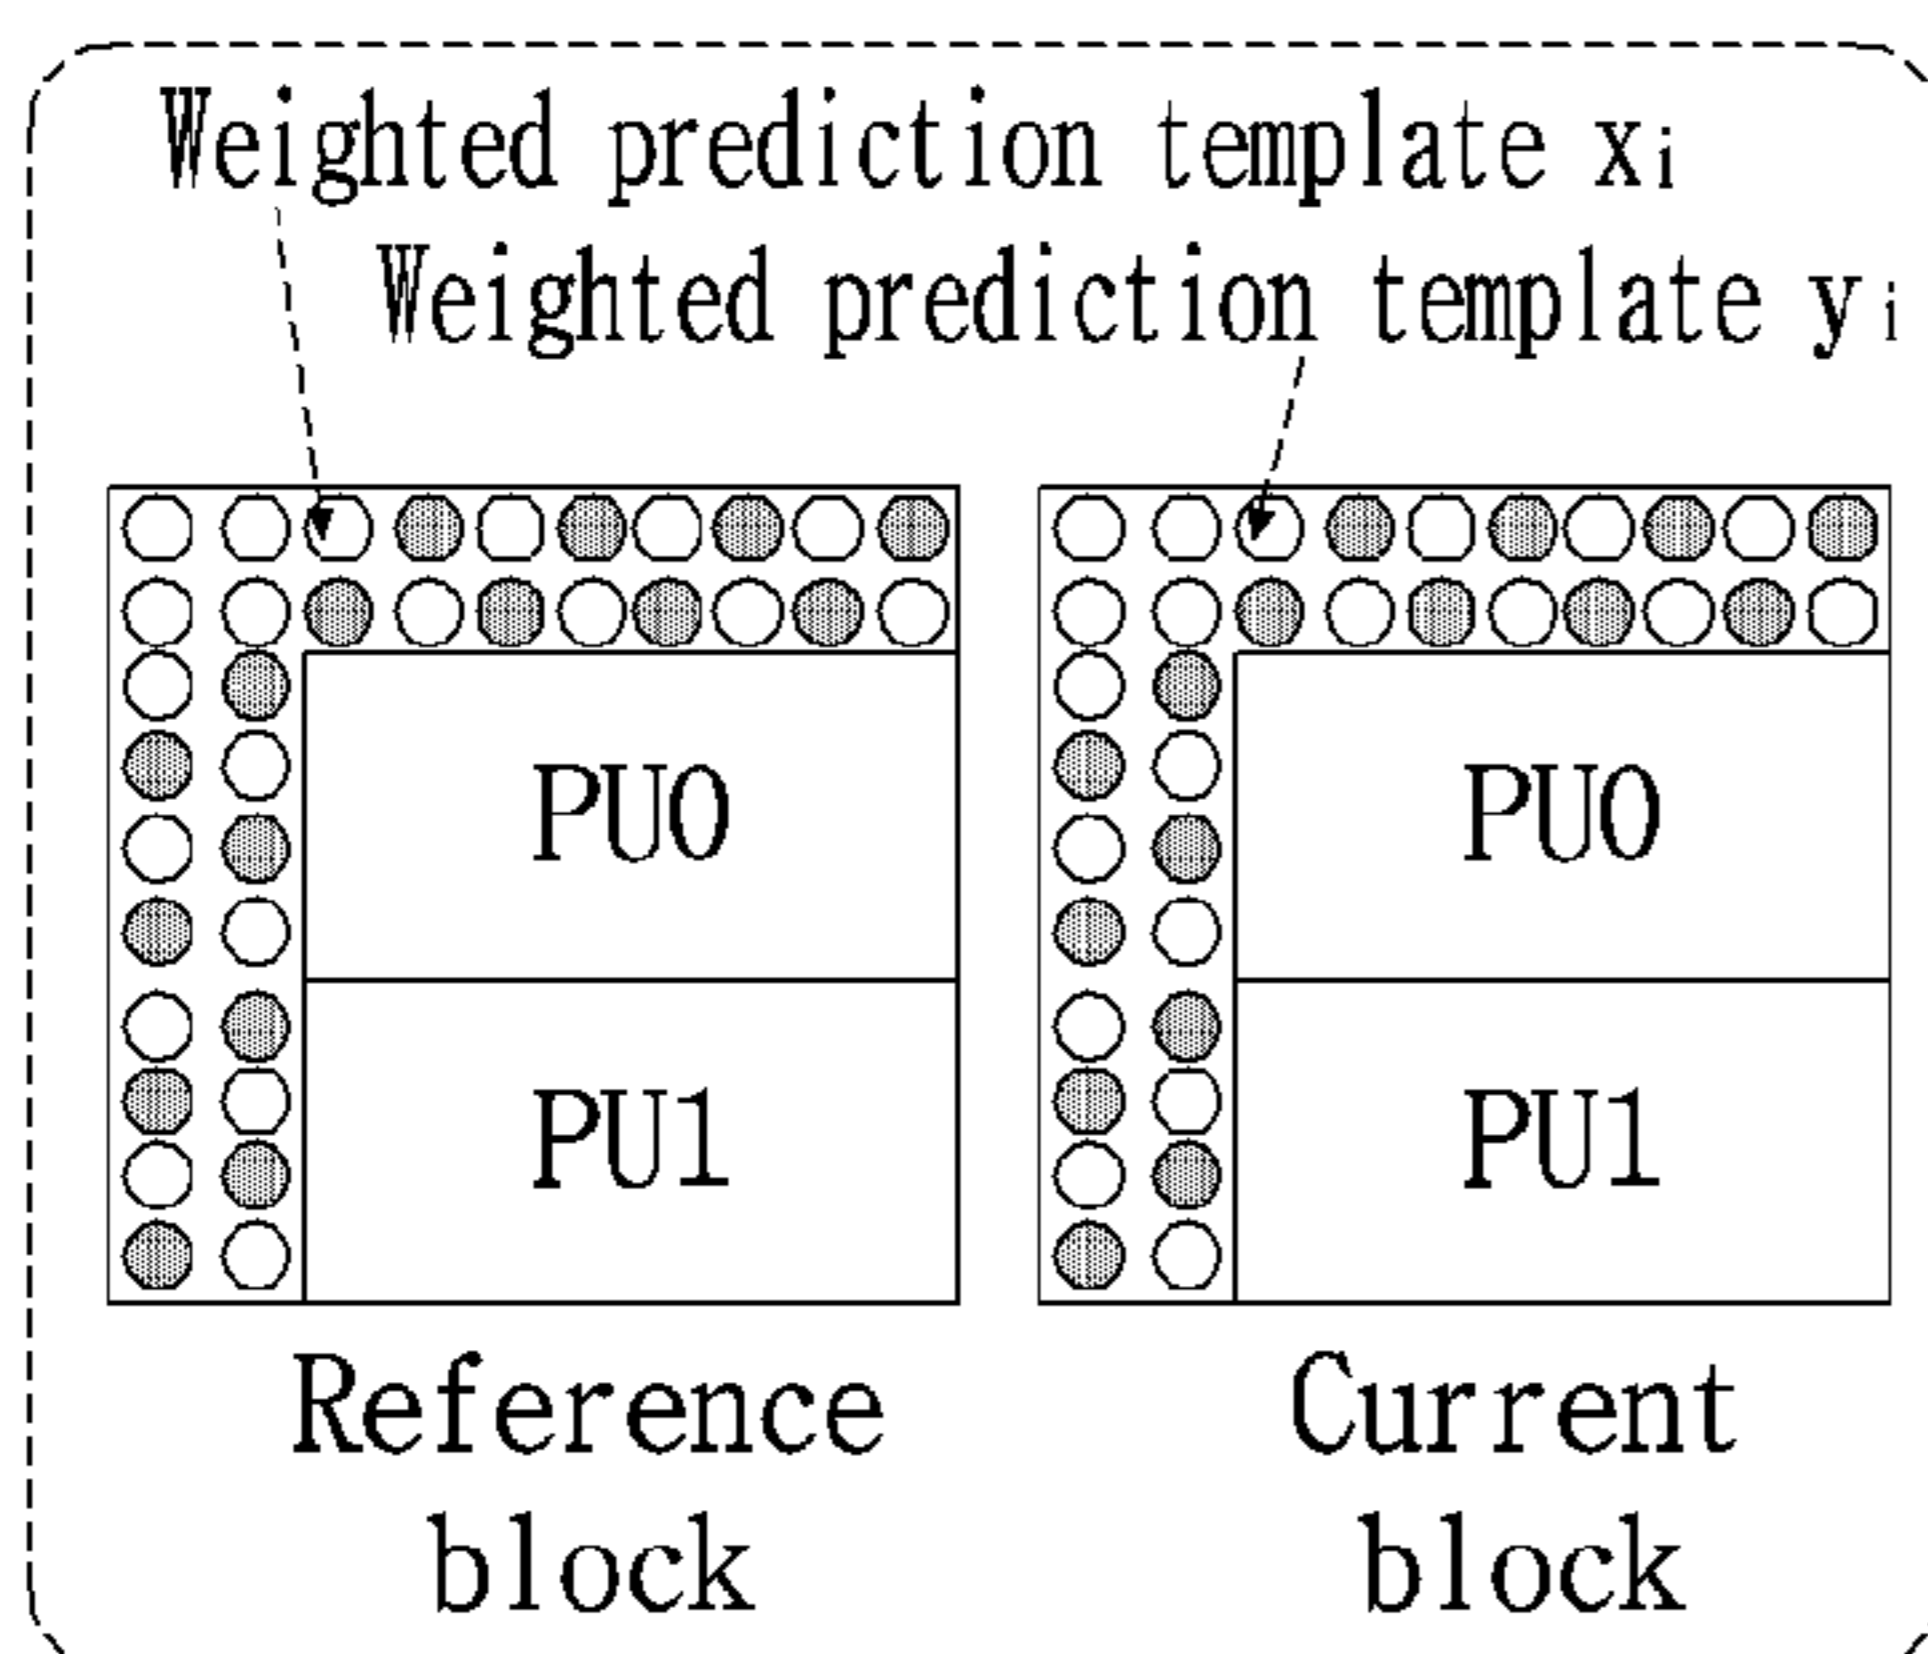 Weighted prediction template xi
Weighted prediction template yi
PU0
PU0
PU1
PU1
Reference
block
Current
block